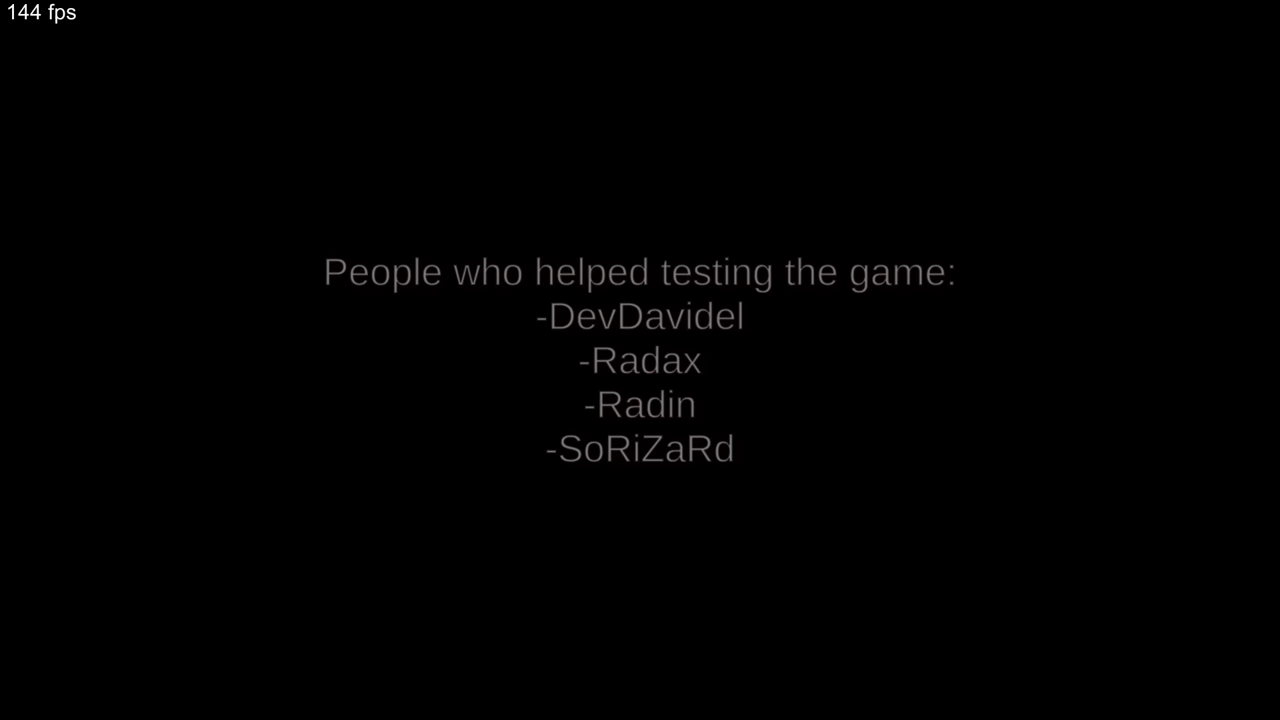 144 fps
People who helped testing the game:
-DevDavidel
-Radax
-Radin
-SoRiZaRd